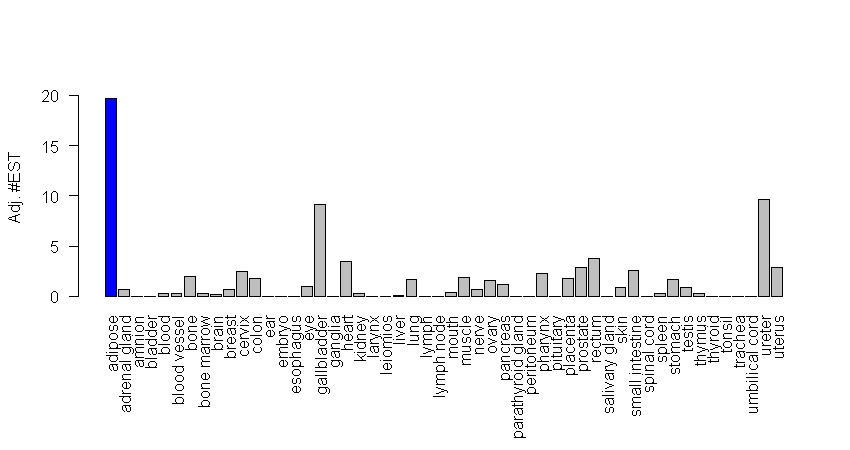 Adj. #EST
20
15
10
5
0
adipose
adrenal gland
amnion
bladder
blood
blood vessel
bone
bone marrow
brain
breast
cervix
colon
ear
embryo
esophagus
eye
gallbladder
ganglia
heart
kidney
larynx
leiomios
liver
lung
lymph
lymph node
mouth
muscle
nerve
ovary
pancreas
parathyroid gland
peritoneum
pharynx
pituitary
placenta
prostate
rectum
salivary gland
skin
small intestine
spinal cord
spleen
stomach
testis
thymus
thyroid
tonsil
trachea
umbilical cord
ureter
uterus